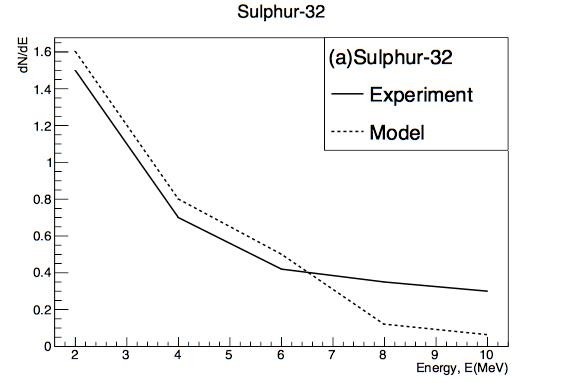 Sulphur-32
dN/dE
1.6
1.4
1.2
1
0.8
0.6
0.4
0.2
0
(a)Sulphur-32
Experiment
Model
2 3 4 5 6 7 8 9 10
Energy, E(MeV)